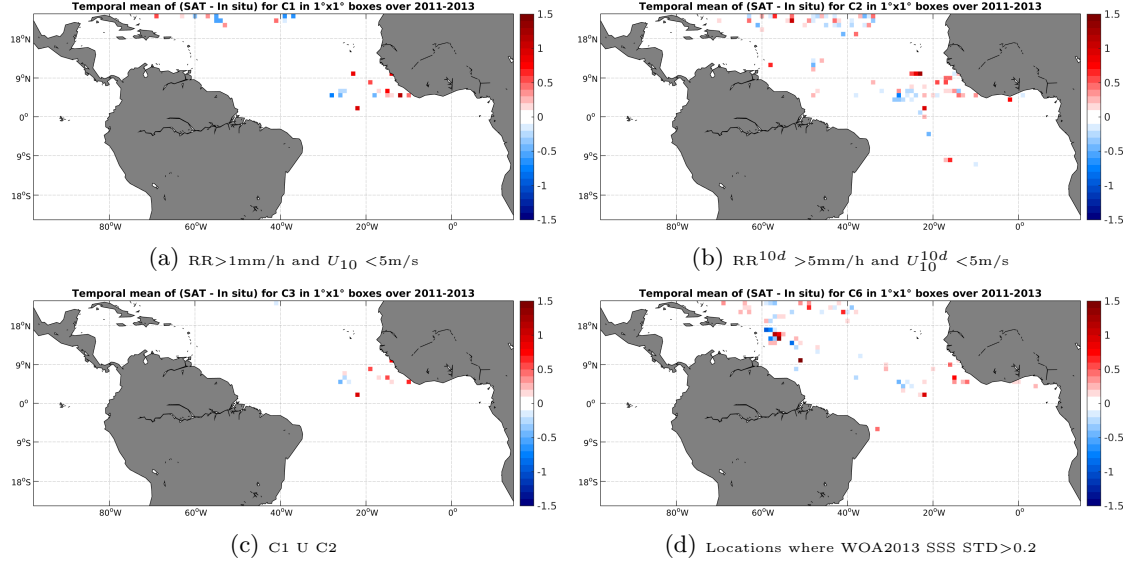 Temporal mean of (SAT - In situ) for C1 in 1°x1° boxes over 2011-2013
18°N
9°N
0°
9°S
18°S
80°W 60°W 40°W 20°W 0°
1.5
1
0.5
0
-0.5
-1
-1.5
(a) RR>1mm/h and U10 <5m/s
Temporal mean of (SAT - In situ) for C2 in 1°x1° boxes over 2011-2013
18°N
9°N
0°
9°S
18°S
80°W 60°W 40°W 20°W 0°
1.5
1
0.5
0
-0.5
-1
-1.5
(b) RR^10d >5mm/h and U10^10d <5m/s
Temporal mean of (SAT - In situ) for C3 in 1°x1° boxes over 2011-2013
18°N
9°N
0°
9°S
18°S
80°W 60°W 40°W 20°W 0°
1.5
1
0.5
0
-0.5
-1
-1.5
(c) C1 U C2
Temporal mean of (SAT - In situ) for C6 in 1°x1° boxes over 2011-2013
18°N
9°N
0°
9°S
18°S
80°W 60°W 40°W 20°W 0°
1.5
1
0.5
0
-0.5
-1
-1.5
(d) Locations where WOA2013 SSS STD>0.2